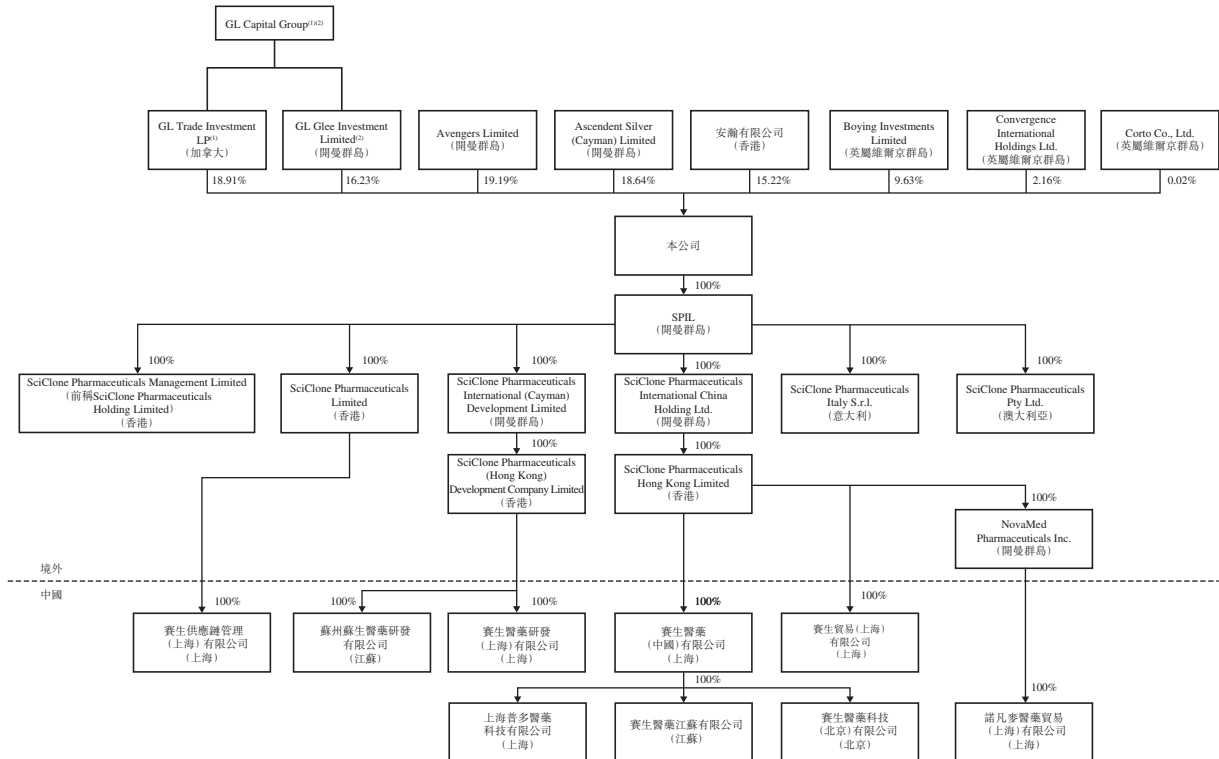 GL Capital Group(1)(2)
GL Trade Investment
LP(1)
(加拿大)
GL Glee Investment
Limited(2)
(開曼群島)
Avengers Limited
(開曼群島)
Ascendent Silver
(Cayman) Limited
(開曼群島)
安瀚有限公司
(香港)
Boying Investments
Limited
(英屬維爾京群島)
Convergence
International
Holdings Ltd.
(英屬維爾京群島)
Corto Co., Ltd.
(英屬維爾京群島)
18.91%
16.23%
19.19%
18.64%
15.22%
9.63%
2.16%
0.02%
本公司
100%
SPIL
(開曼群島)
100%
100%
100%
100%
100%
100%
SciClone Pharmaceuticals Management Limited
(前稱SciClone Pharmaceuticals
Holding Limited)
(香港)
SciClone Pharmaceuticals
Limited
(香港)
SciClone Pharmaceuticals
International (Cayman)
Development Limited
(開曼群島)
SciClone Pharmaceuticals
International China
Holding Ltd.
(開曼群島)
SciClone Pharmaceuticals
Italy S.r.l.
(意大利)
SciClone Pharmaceuticals
Pty Ltd.
(澳大利亞)
100%
100%
SciClone Pharmaceuticals
(Hong Kong)
Development Company Limited
(香港)
SciClone Pharmaceuticals
Hong Kong Limited
(香港)
100%
NovaMed
Pharmaceuticals Inc.
(開曼群島)
境外
中國
100%
100%
100%
100%
100%
賽生供應鏈管理
(上海)有限公司
(上海)
蘇州蘇生醫藥研發
有限公司
(江蘇)
賽生醫藥研發
(上海)有限公司
(上海)
賽生醫藥
(中國)有限公司
(上海)
賽生貿易(上海)
有限公司
(上海)
100%
100%
上海普多醫藥
科技有限公司
(上海)
賽生醫藥江蘇有限公司
(江蘇)
賽生醫藥科技
(北京)有限公司
(北京)
諾凡麥醫藥貿易
(上海)有限公司
(上海)